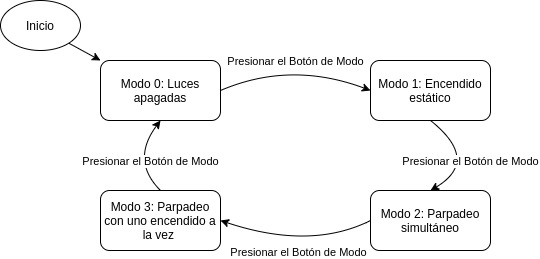 Inicio
Presionar el Botón de Modo
Modo 0: Luces
apagadas
Modo 1: Encendido
estático
Presionar el Botón de Modo
Presionar el Botón de Modo
Modo 3: Parpadeo
con uno encendido a
la vez
Modo 2: Parpadeo
simultáneo
Presionar el Botón de Modo